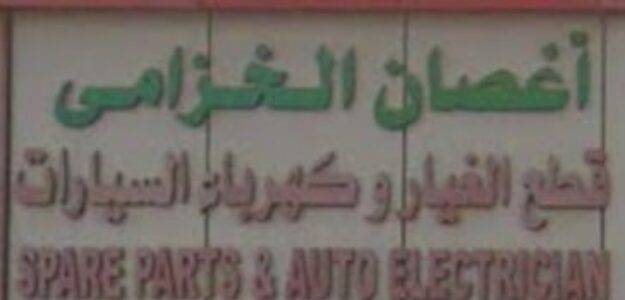 أغصان الخزامى
قطع الغيار و كهرباء السيارات
SPARE PARTS & AUTO ELECTRICIAN